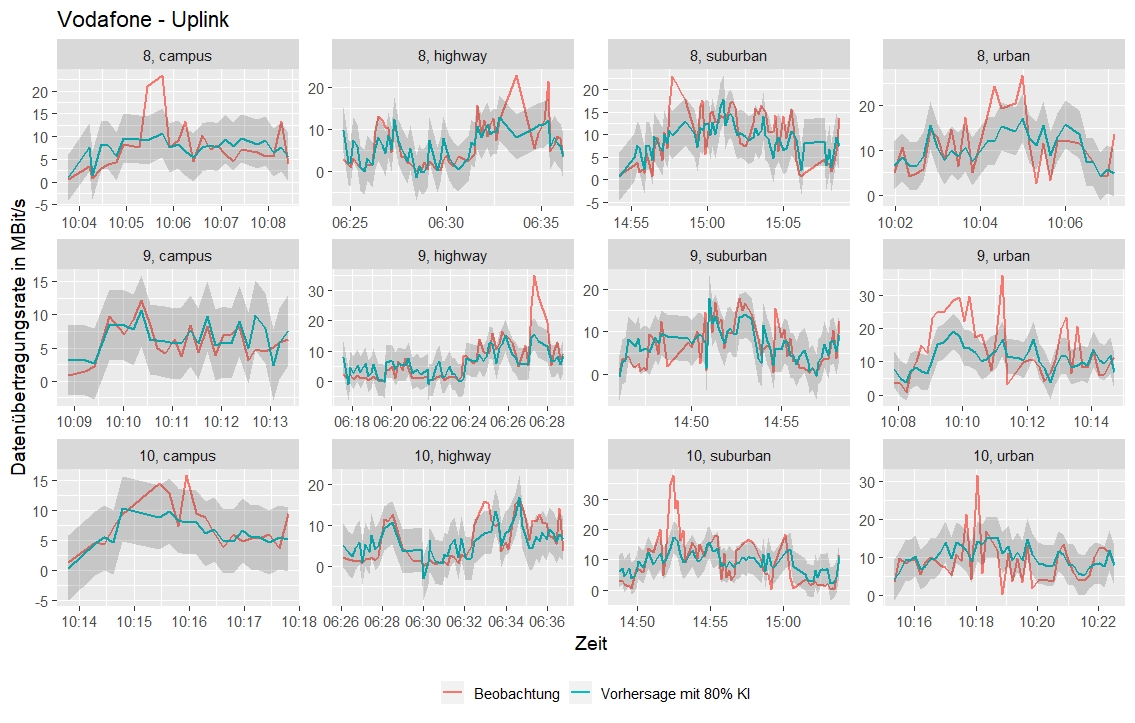 Vodafone - Uplink
8, campus
8, highway
8, suburban
8, urban
20
15
10
5
0
-5
20
10
0
20
15
10
5
0
-5
20
10
0
10:04 10:05 10:06 10:07 10:08
06:25 06:30 06:35
14:55 15:00 15:05
10:02 10:04 10:06
9, campus
9, highway
9, suburban
9, urban
15
10
5
0
30
20
10
0
20
10
0
30
20
10
0
10:09 10:10 10:11 10:12 10:13
06:18 06:20 06:22 06:24 06:26 06:28
14:50 14:55
10:08 10:10 10:12 10:14
10, campus
10, highway
10, suburban
10, urban
15
10
5
0
-5
20
10
0
30
20
10
0
30
20
10
0
10:14 10:15 10:16 10:17 10:18
06:26 06:28 06:30 06:32 06:34 06:36
14:50 14:55 15:00
10:16 10:18 10:20 10:22
Datenübertragungsrate in MBit/s
Zeit
Beobachtung
Vorhersage mit 80% KI